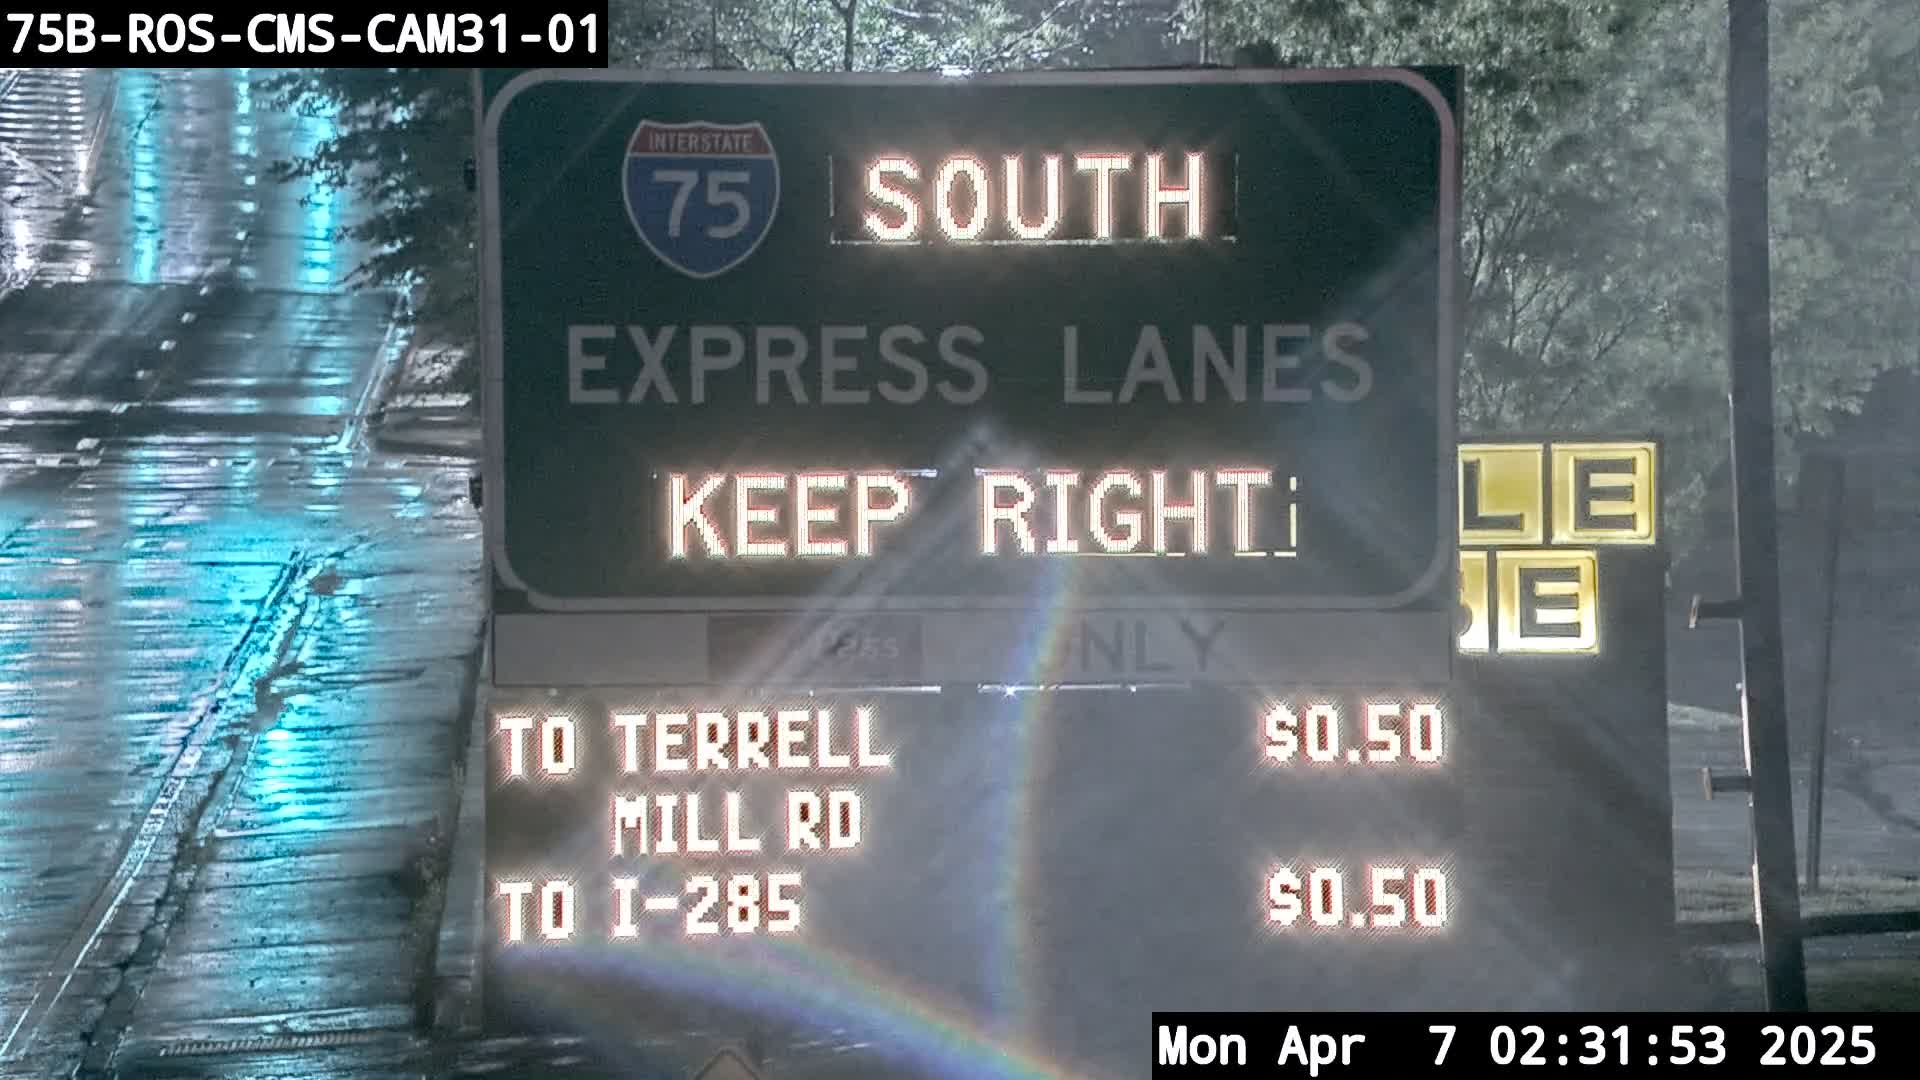 75B-ROS-CMS-CAM31-01
INTERSTATE
75
SOUTH
EXPRESS LANES
KEEP RIGHT
TO TERRELL $0.50
MILL RD
TO I-285 $0.50
LE
E
Mon Apr 7 02:31:53 2025